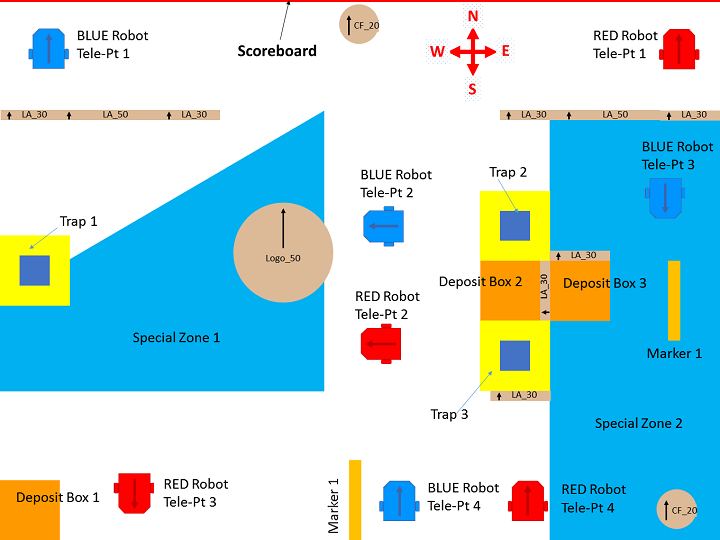 BLUE Robot
Tele-Pt 1
Scoreboard
CF_20
N
W
E
S
RED Robot
Tele-Pt 1
LA_30
LA_50
LA_30
LA_30
LA_50
LA_30
BLUE Robot
Tele-Pt 3
BLUE Robot
Tele-Pt 2
Trap 2
Trap 1
Logo_50
LA_30
Deposit Box 2
LA_30
Deposit Box 3
RED Robot
Tele-Pt 2
Special Zone 1
Marker 1
LA_30
Trap 3
Special Zone 2
Deposit Box 1
RED Robot
Tele-Pt 3
Marker 1
BLUE Robot
Tele-Pt 4
RED Robot
Tele-Pt 4
CF_20